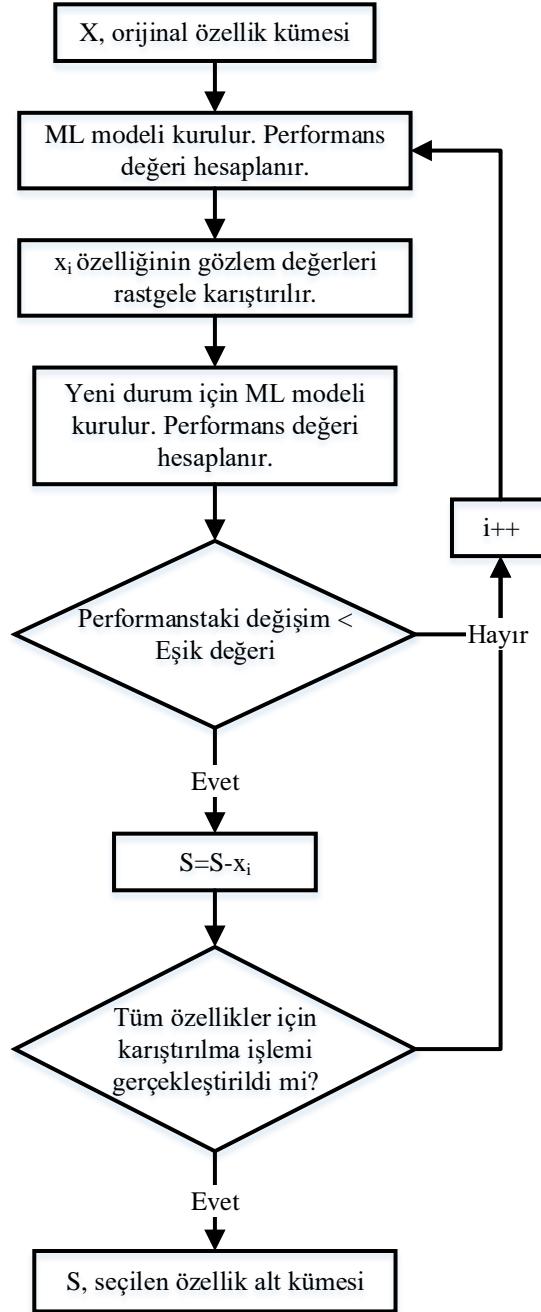 X, orijinal özellik kümesi
ML modeli kurulur. Performans
değeri hesaplanır.
xᵢ özelliğinin gözlem değerleri
rastgele karıştırılır.
Yeni durum için ML modeli
kurulur. Performans değeri
hesaplanır.
i++
Performanstaki değişim <
Eşik değeri
Hayır
Evet
S=S-xᵢ
Tüm özellikler için
karıştırılma işlemi
gerçekleştirildi mi?
Evet
S, seçilen özellik alt kümesi